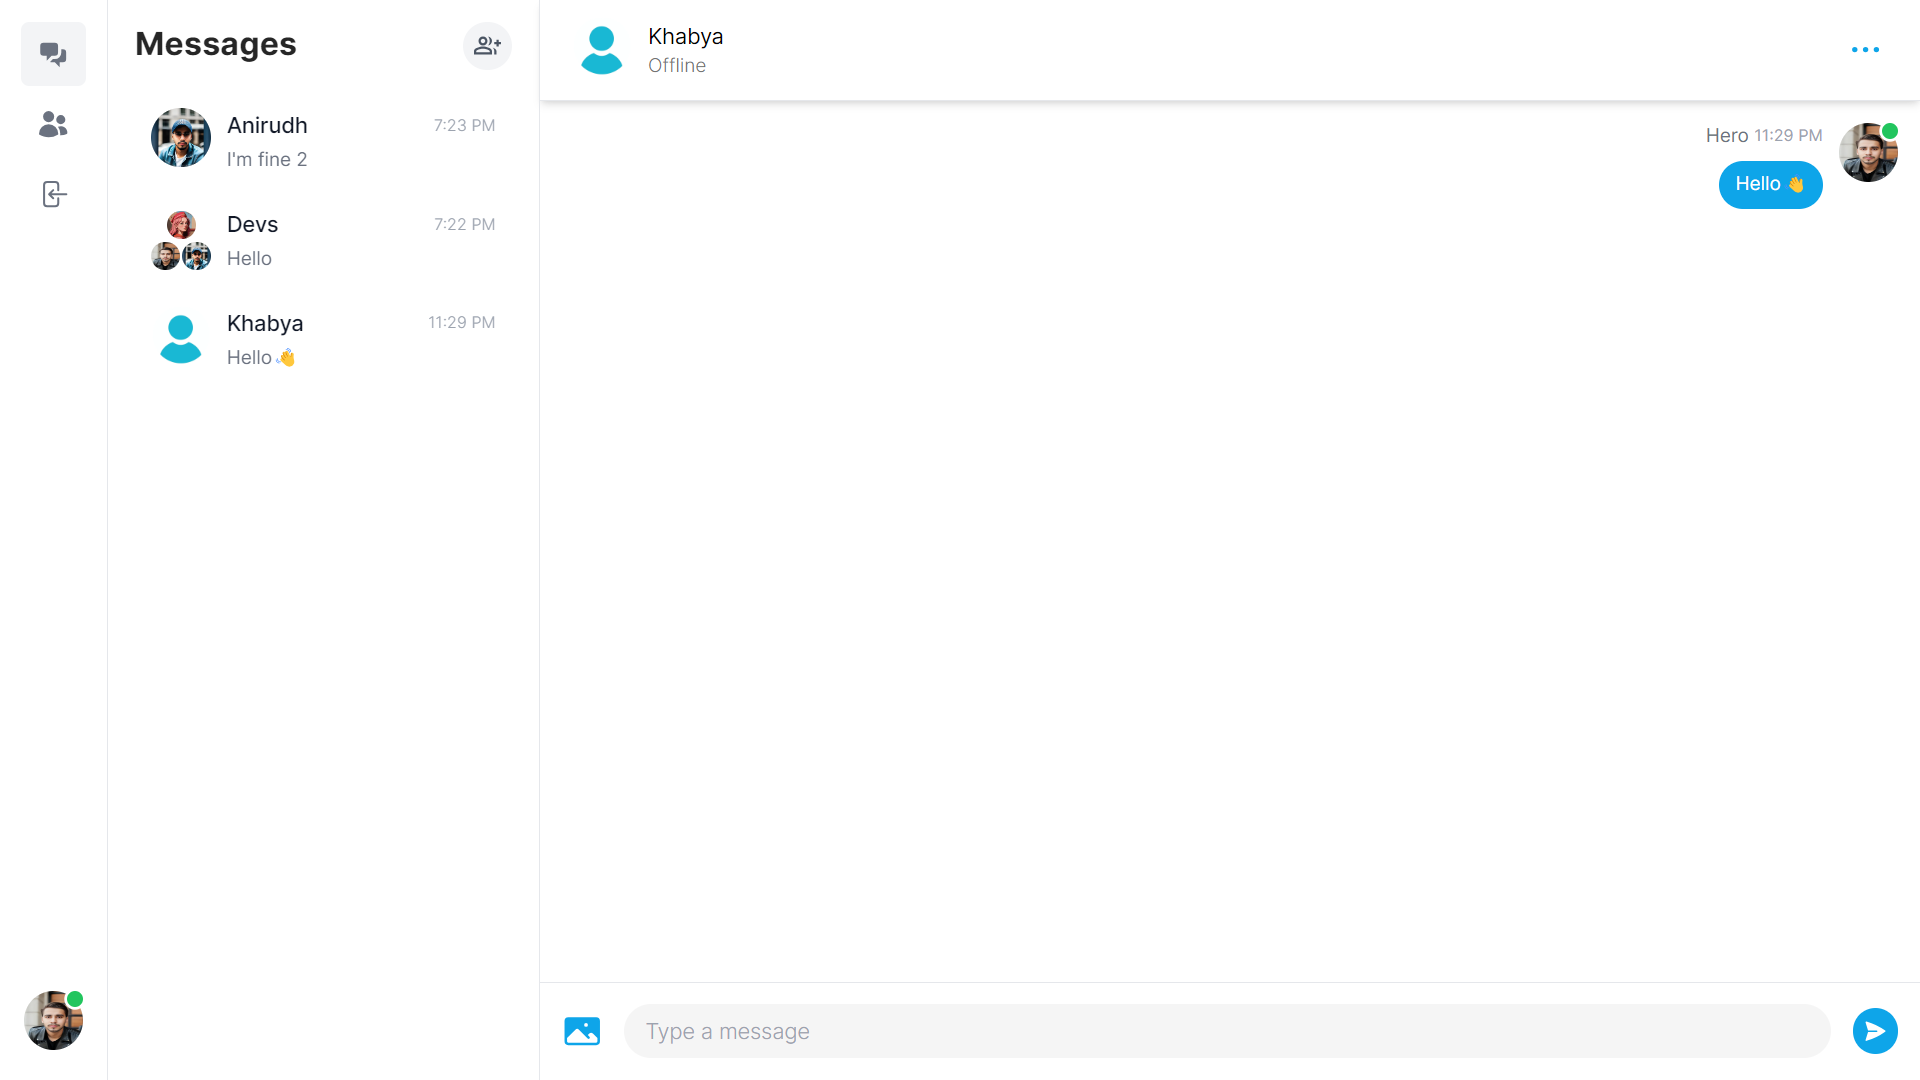 Messages
Anirudh 7:23 PM
I'm fine 2
Devs 7:22 PM
Hello
Khabya 11:29 PM
Hello 👋
Khabya
Offline
Hero 11:29 PM
Hello 👋
Type a message